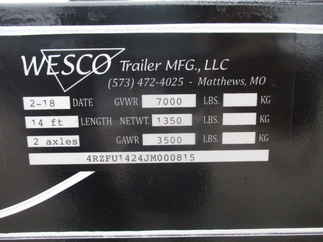 WESCO Trailer MFG., LLC
(573) 472-4025 - Matthews, MO
2-18 DATE GVWR 7000 LBS. KG
14 ft LENGTH NETWT. 1350 LBS. KG
2 axles GAWR 3500 LBS. KG
4RZFU1424JM000815